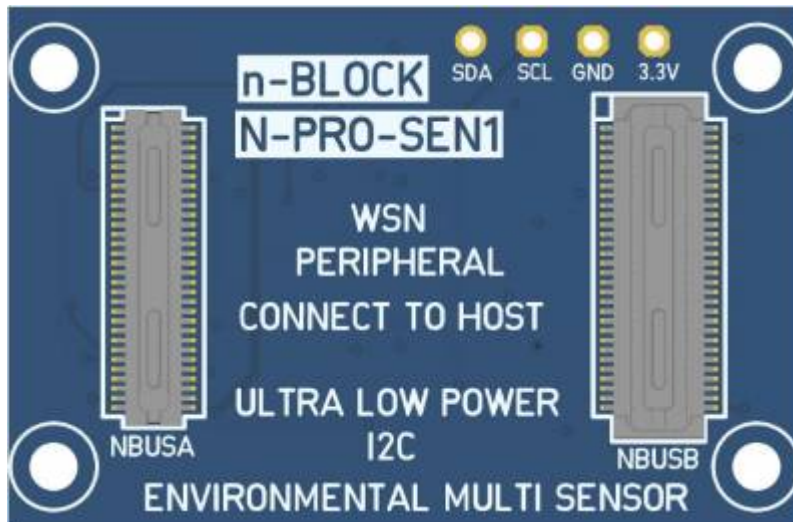 SDA SCL GND 3.3V
n-BLOCK
N-PRO-SEN1
WSN
PERIPHERAL
CONNECT TO HOST
ULTRA LOW POWER
I2C
NBUSA
NBUSB
ENVIRONMENTAL MULTI SENSOR